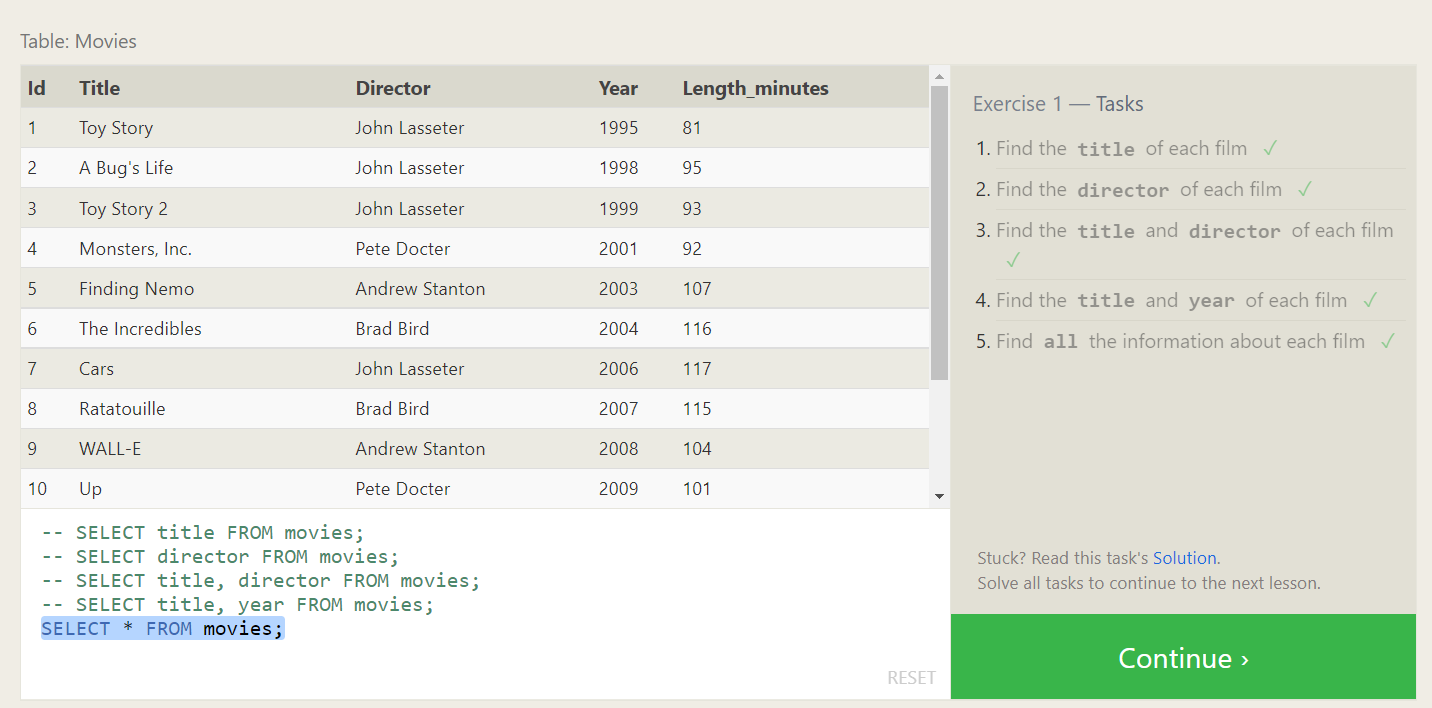 Table: Movies
Id Title Director Year Length_minutes
1 Toy Story John Lasseter 1995 81
2 A Bug's Life John Lasseter 1998 95
3 Toy Story 2 John Lasseter 1999 93
4 Monsters, Inc. Pete Docter 2001 92
5 Finding Nemo Andrew Stanton 2003 107
6 The Incredibles Brad Bird 2004 116
7 Cars John Lasseter 2006 117
8 Ratatouille Brad Bird 2007 115
9 WALL-E Andrew Stanton 2008 104
10 Up Pete Docter 2009 101
-- SELECT title FROM movies;
-- SELECT director FROM movies;
-- SELECT title, director FROM movies;
-- SELECT title, year FROM movies;
SELECT * FROM movies;
RESET
Exercise 1 — Tasks
1. Find the title of each film ✓
2. Find the director of each film ✓
3. Find the title and director of each film
✓
4. Find the title and year of each film ✓
5. Find all the information about each film ✓
Stuck? Read this task's Solution.
Solve all tasks to continue to the next lesson.
Continue ›